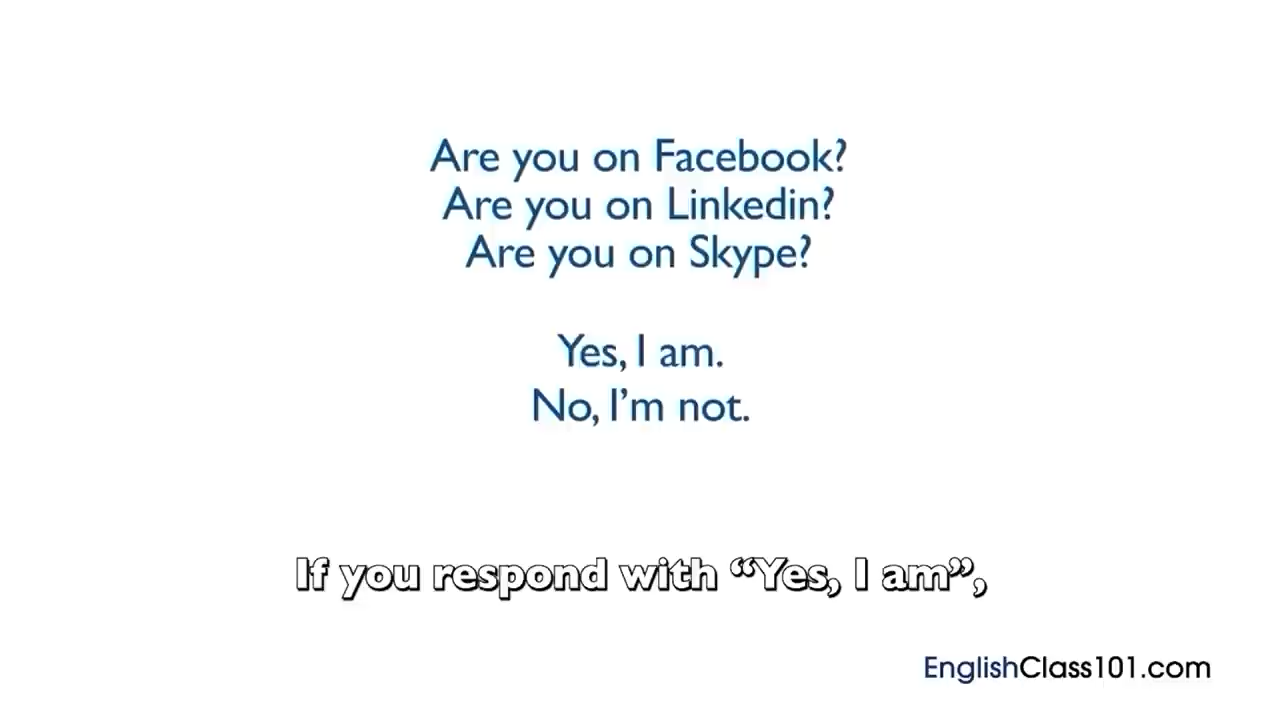 Are you on Facebook?
Are you on Linkedin?
Are you on Skype?
Yes, I am.
No, I’m not.
If you respond with “Yes, I am”,
EnglishClass101.com